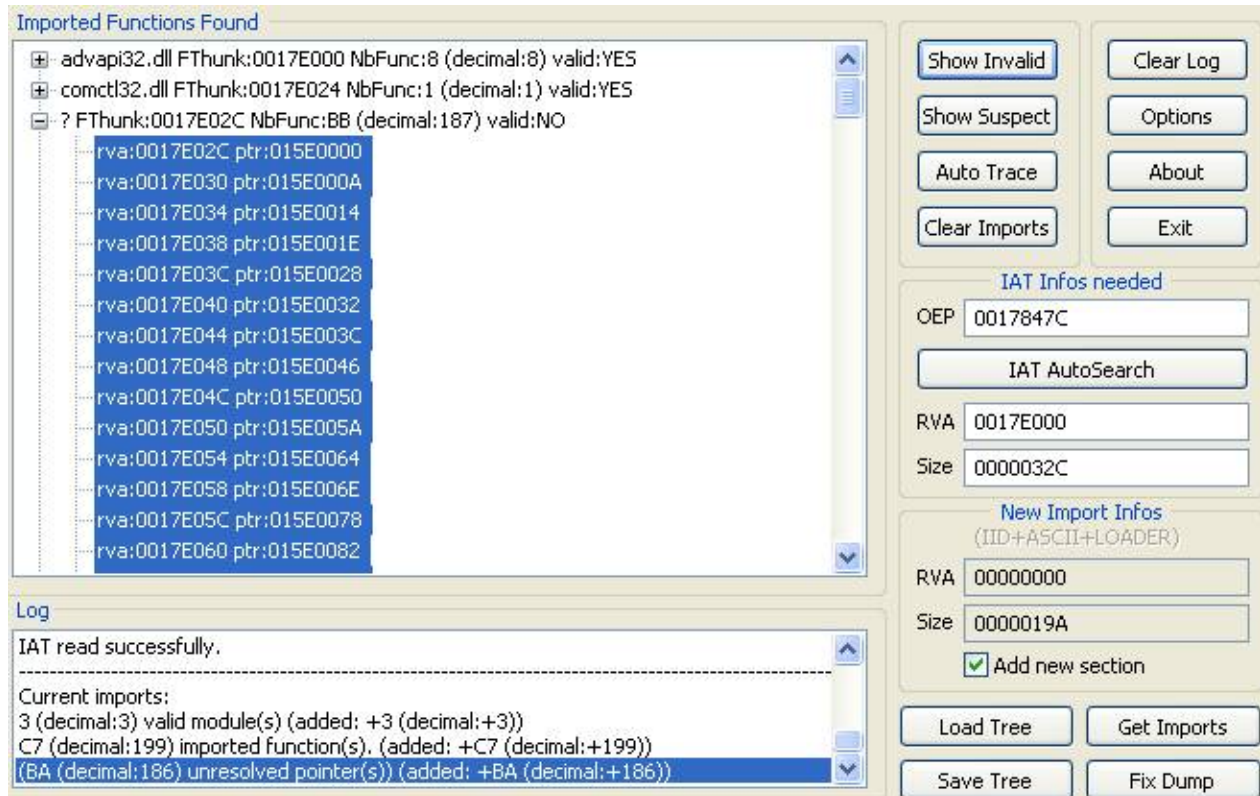 Imported Functions Found
advapi32.dll FThunk:0017E000 NbFunc:8 (decimal:8) valid:YES
comctl32.dll FThunk:0017E024 NbFunc:1 (decimal:1) valid:YES
? FThunk:0017E02C NbFunc:BB (decimal:187) valid:NO
rva:0017E02C ptr:015E0000
rva:0017E030 ptr:015E000A
rva:0017E034 ptr:015E0014
rva:0017E038 ptr:015E001E
rva:0017E03C ptr:015E0028
rva:0017E040 ptr:015E0032
rva:0017E044 ptr:015E003C
rva:0017E048 ptr:015E0046
rva:0017E04C ptr:015E0050
rva:0017E050 ptr:015E005A
rva:0017E054 ptr:015E0064
rva:0017E058 ptr:015E006E
rva:0017E05C ptr:015E0078
rva:0017E060 ptr:015E0082
Log
IAT read successfully.
Current imports:
3 (decimal:3) valid module(s) (added: +3 (decimal:+3))
C7 (decimal:199) imported function(s). (added: +C7 (decimal:+199))
(BA (decimal:186) unresolved pointer(s)) (added: +BA (decimal:+186))
Show Invalid
Show Suspect
Auto Trace
Clear Imports
Clear Log
Options
About
Exit
IAT Infos needed
OEP 0017847C
IAT AutoSearch
RVA 0017E000
Size 0000032C
New Import Infos
(IID+ASCII+LOADER)
RVA 00000000
Size 0000019A
Add new section
Load Tree
Get Imports
Save Tree
Fix Dump